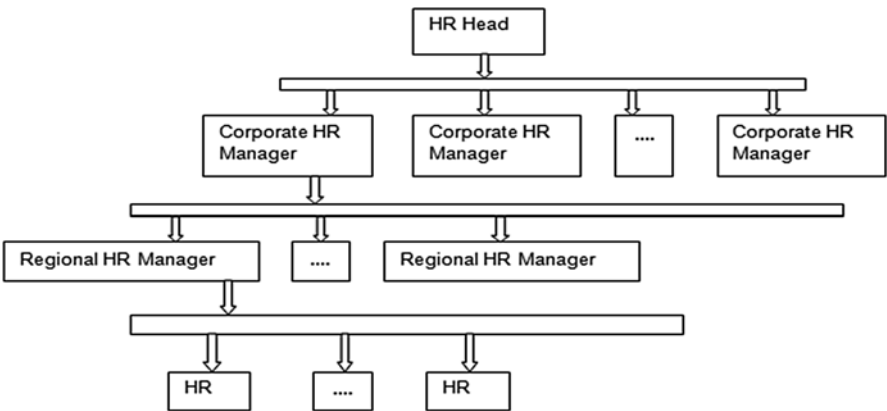 HR Head
Corporate HR
Manager
Corporate HR
Manager
....
Corporate HR
Manager
Regional HR Manager
....
Regional HR Manager
HR
....
HR